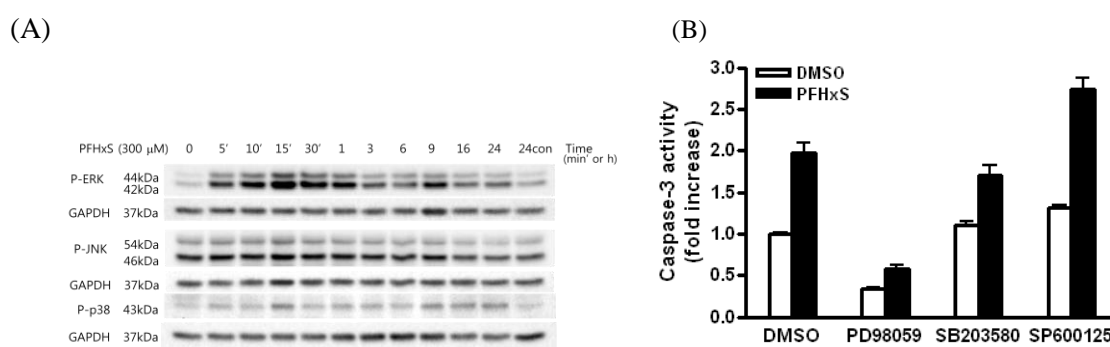 (A)
PFHxS (300 μM) 0 5' 10' 15' 30' 1 3 6 9 16 24 24con Time
(min' or h)
P-ERK 44kDa
42kDa
GAPDH 37kDa
P-JNK 54kDa
46kDa
GAPDH 37kDa
P-p38 43kDa
GAPDH 37kDa
(B)
Caspase-3 activity
(fold increase)
3.0
2.5
2.0
1.5
1.0
0.5
0.0
DMSO
PFHxS
DMSO PD98059 SB203580 SP600125